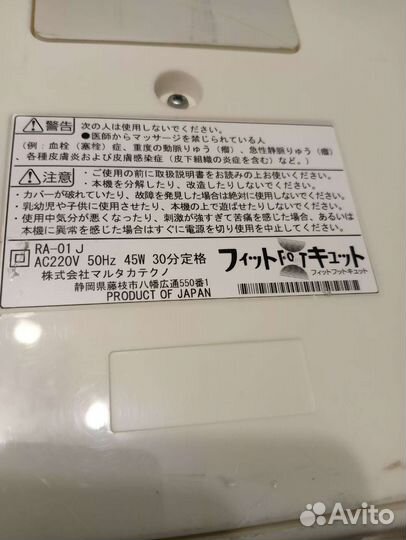 ⚠警告 次の人は使用しないでください。
●医師からマッサージを禁じられている人
(例:血栓(塞栓)症、重度の動脈りゅう(瘤)、急性静脈りゅう(瘤)
、各種皮膚炎および皮膚感染症(皮下組織の炎症を含む)など。)
⚠注意 ・ご使用の前に取扱説明書をお読みの上お使いください。
・本機を分解したり、改造したりしないでください。
・カバーが破れていたり、故障を発見した場合は絶対に使用しないでください。
・乳幼児や子供に使用させたり、本機の上で遊ばせたりしないでください。
・使用中気分が悪くなったり、刺激が強すぎて苦痛を感じた場合、あるいは
本機に異常を感じた場合はすぐに電源を切り使用を中止してください。
RA-01J
AC220V 50Hz 45W 30分定格
株式会社マルタカテクノ
静岡県藤枝市八幡広通550番1
PRODUCT OF JAPAN
フィットFOTキュット
フィットフットキュット
Avito